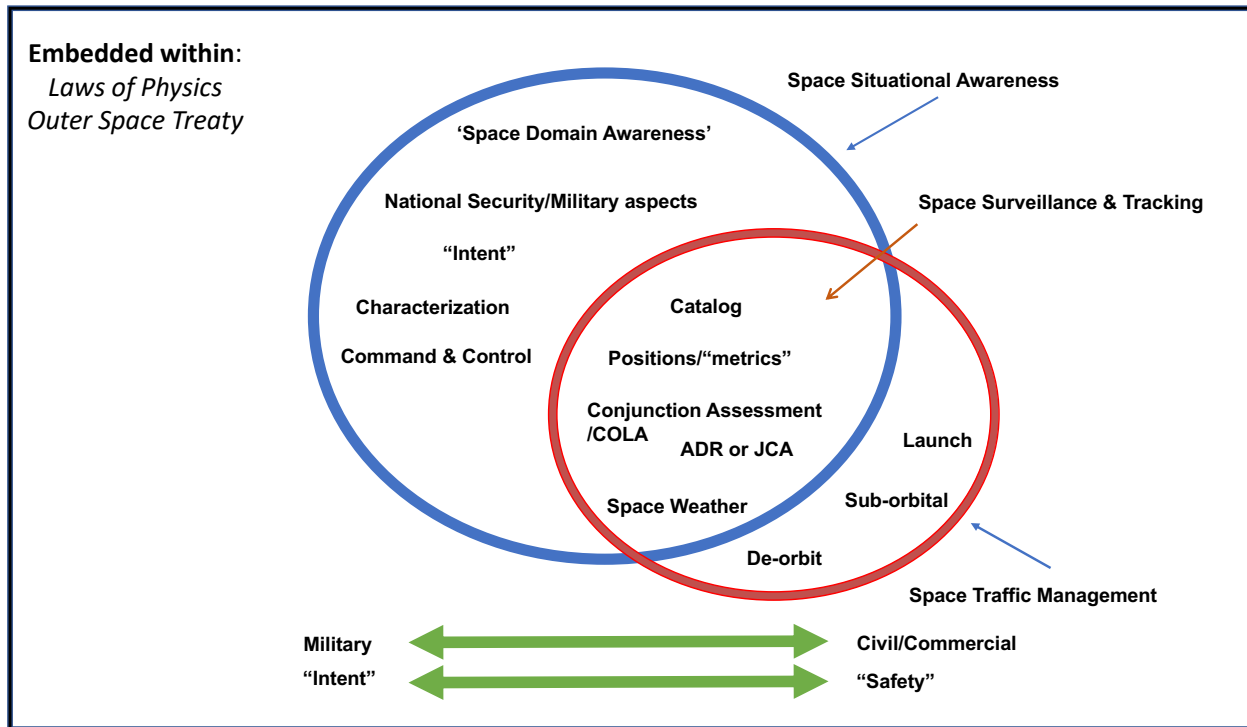 Embedded within:
Laws of Physics
Outer Space Treaty
Space Situational Awareness
‘Space Domain Awareness’
National Security/Military aspects
Space Surveillance & Tracking
“Intent”
Characterization
Catalog
Command & Control
Positions/“metrics”
Conjunction Assessment
/COLA
ADR or JCA
Launch
Space Weather
Sub-orbital
De-orbit
Space Traffic Management
Military
Civil/Commercial
“Intent”
“Safety”